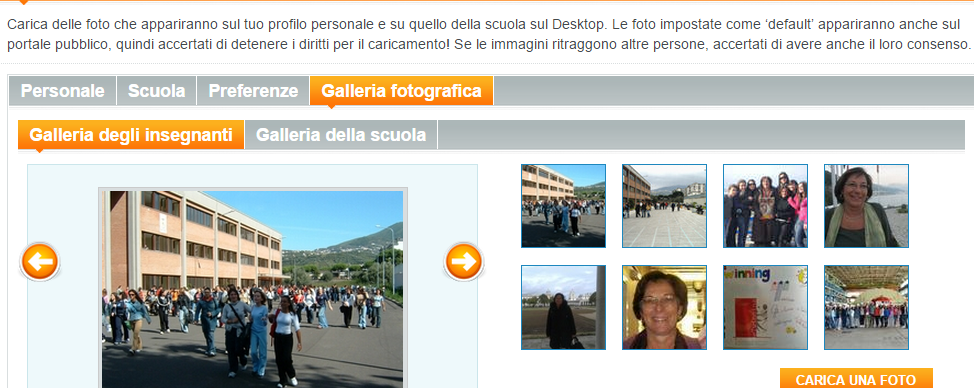 Carica delle foto che appariranno sul tuo profilo personale e su quello della scuola sul Desktop. Le foto impostate come ‘default’ appariranno anche sul
portale pubblico, quindi accertati di detenere i diritti per il caricamento! Se le immagini ritraggono altre persone, accertati di avere anche il loro consenso.
Personale Scuola Preferenze Galleria fotografica
Galleria degli insegnanti Galleria della scuola
winning
CARICA UNA FOTO